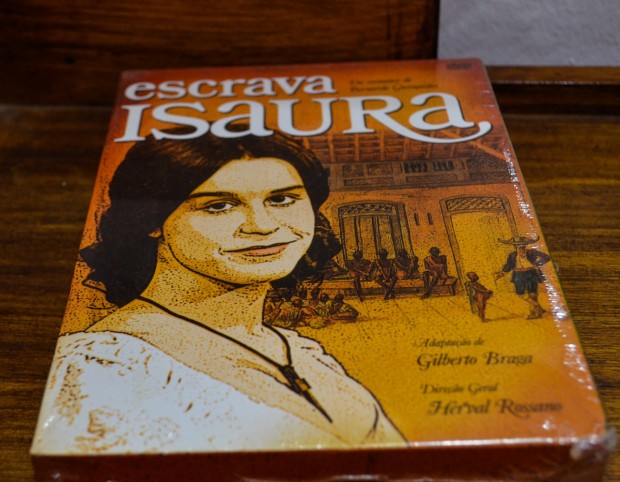 escrava
ISAURA
Um romance de
Bernardo Guimarães
Adaptação de
Gilberto Braga
Direção Geral
Herval Rossano